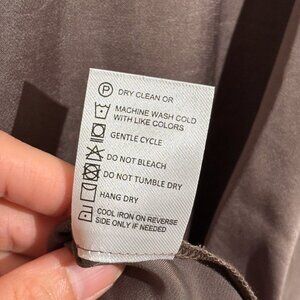 P DRY CLEAN OR
MACHINE WASH COLD
WITH LIKE COLORS
GENTLE CYCLE
DO NOT BLEACH
DO NOT TUMBLE DRY
HANG DRY
COOL IRON ON REVERSE
SIDE ONLY IF NEEDED